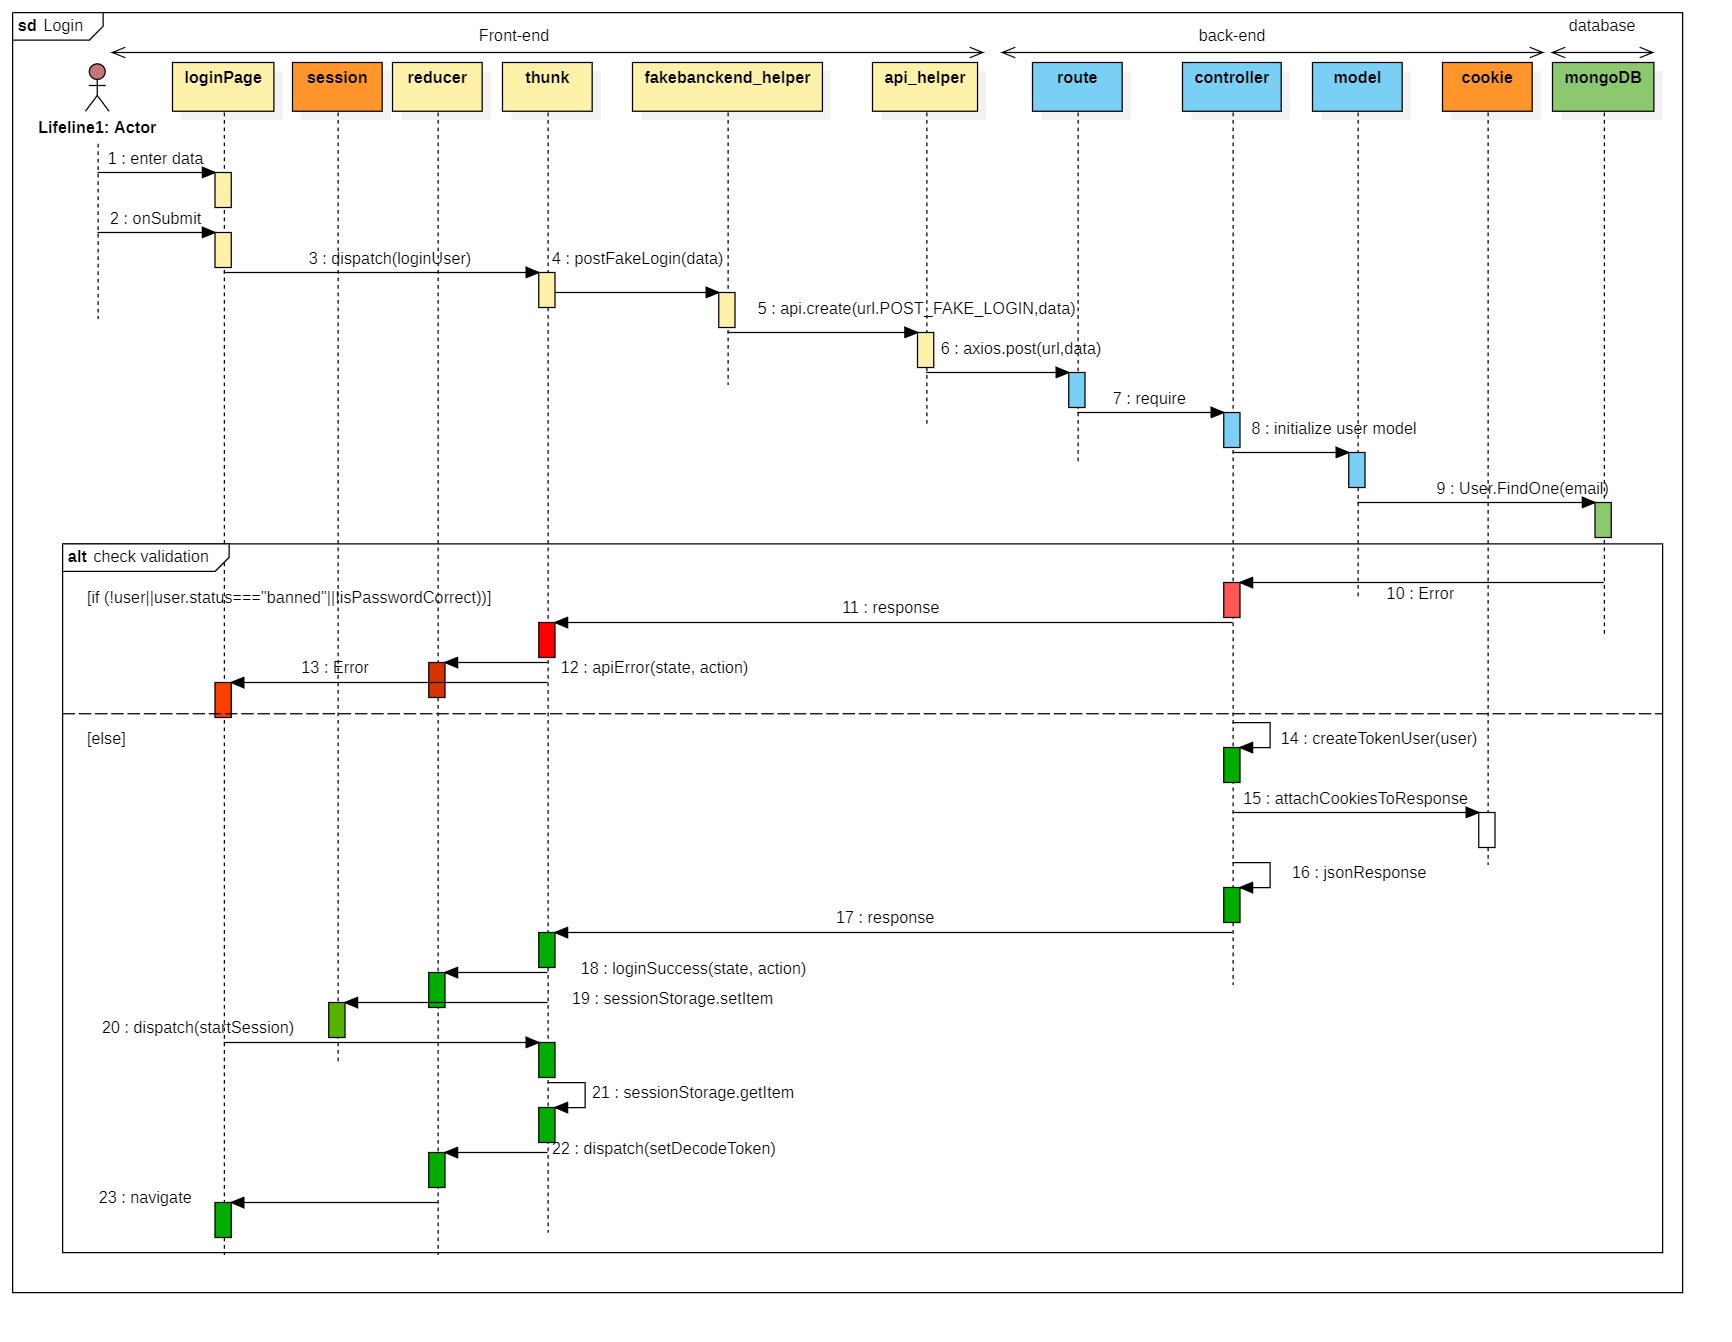 sd Login
Front-end
back-end
database
loginPage
session
reducer
thunk
fakebanckend_helper
api_helper
route
controller
model
cookie
mongoDB
Lifeline1: Actor
1 : enter data
2 : onSubmit
3 : dispatch(loginUser)
4 : postFakeLogin(data)
5 : api.create(url.POST_FAKE_LOGIN,data)
6 : axios.post(url,data)
7 : require
8 : initialize user model
9 : User.FindOne(email)
alt check validation
[if (!user||user.status==="banned"||!isPasswordCorrect))]
10 : Error
11 : response
12 : apiError(state, action)
13 : Error
[else]
14 : createTokenUser(user)
15 : attachCookiesToResponse
16 : jsonResponse
17 : response
18 : loginSuccess(state, action)
19 : sessionStorage.setItem
20 : dispatch(startSession)
21 : sessionStorage.getItem
22 : dispatch(setDecodeToken)
23 : navigate